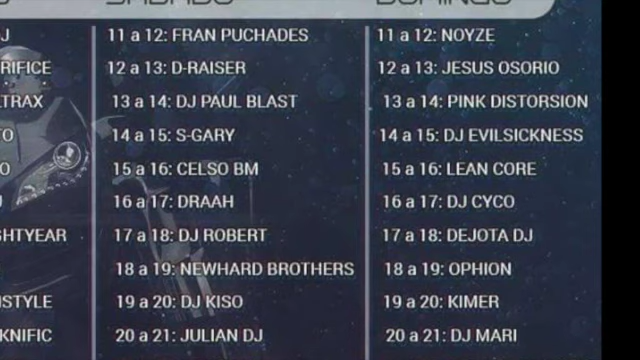 SÁBADO
DOMINGO
11 a 12: FRAN PUCHADES
12 a 13: D-RAISER
13 a 14: DJ PAUL BLAST
14 a 15: S-GARY
15 a 16: CELSO BM
16 a 17: DRAAH
17 a 18: DJ ROBERT
18 a 19: NEWHARD BROTHERS
19 a 20: DJ KISO
20 a 21: JULIAN DJ
11 a 12: NOYZE
12 a 13: JESUS OSORIO
13 a 14: PINK DISTORSION
14 a 15: DJ EVILSICKNESS
15 a 16: LEAN CORE
16 a 17: DJ CYCO
17 a 18: DEJOTA DJ
18 a 19: OPHION
19 a 20: KIMER
20 a 21: DJ MARI